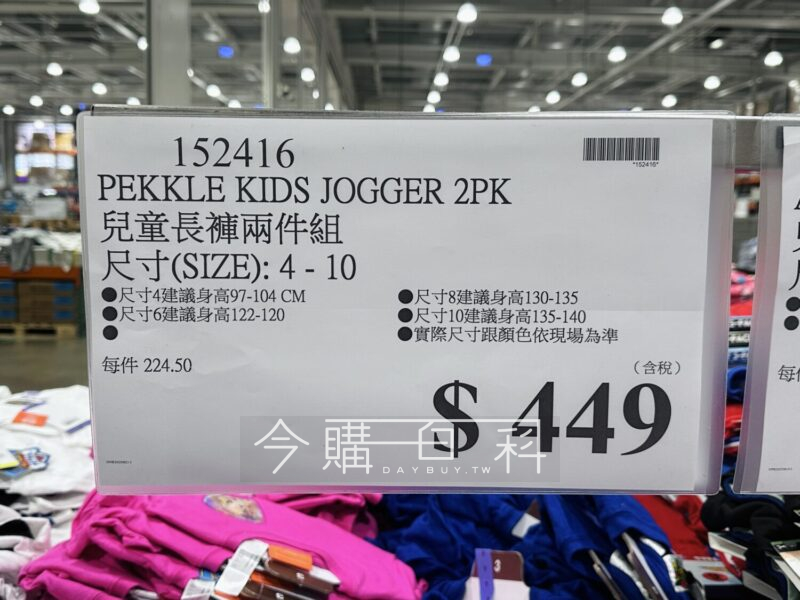 152416
*152416*
PEKKLE KIDS JOGGER 2PK
兒童長褲兩件組
尺寸(SIZE): 4 - 10
●尺寸4建議身高97-104 CM
●尺寸8建議身高130-135
●尺寸6建議身高122-120
●尺寸10建議身高135-140
●
●實際尺寸跟顏色依現場為準
每件 224.50
（含稅）
$ 449
今購百科
DAYBUY.TW
每件
3